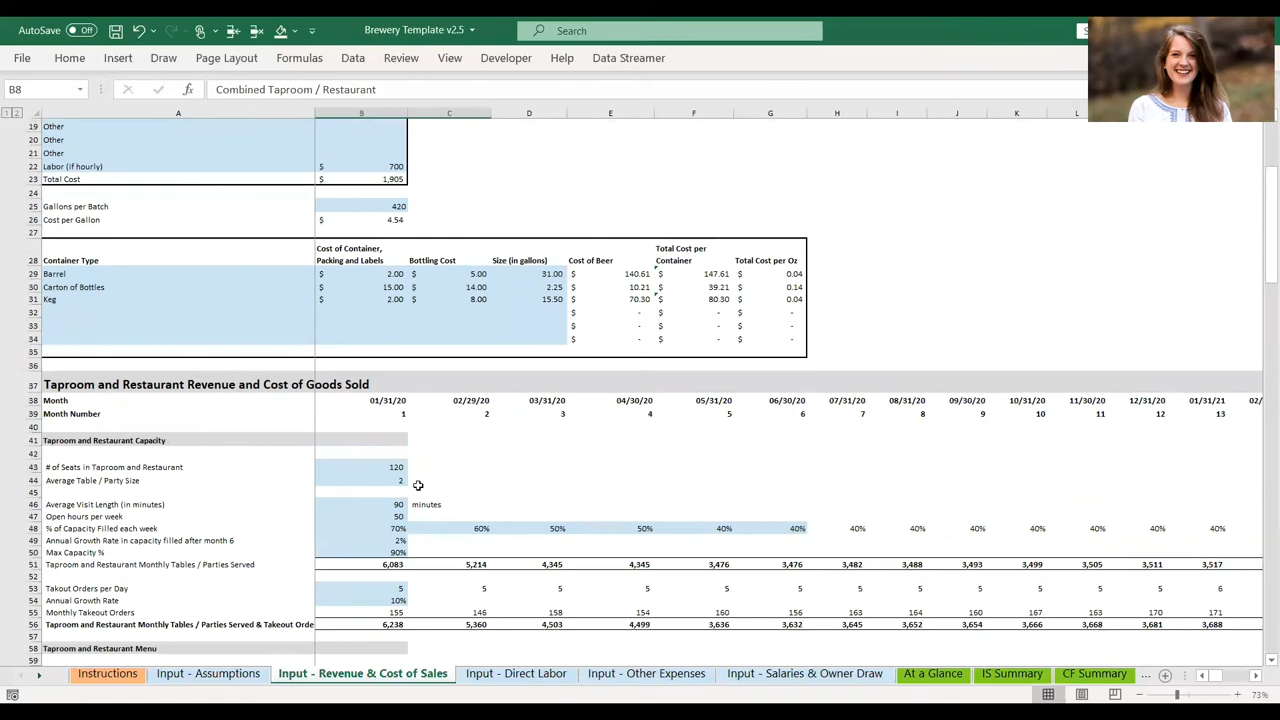 AutoSave Off Brewery Template v2.5 Search
File Home Insert Draw Page Layout Formulas Data Review View Developer Help Data Streamer
B8 Combined Taproom / Restaurant
1 2 A B C D E F G H I J K L
19 Other
20 Other
21 Other
22 Labor (if hourly) $ 700
23 Total Cost $ 1,905
24
25 Gallons per Batch 420
26 Cost per Gallon $ 4.54
27
Cost of Container, Total Cost per
28 Container Type Packing and Labels Bottling Cost Size (in gallons) Cost of Beer Container Total Cost per Oz
29 Barrel $ 2.00 $ 5.00 31.00 $ 140.61 $ 147.61 $ 0.04
30 Carton of Bottles $ 15.00 $ 14.00 2.25 $ 10.21 $ 39.21 $ 0.14
31 Keg $ 2.00 $ 8.00 15.50 $ 70.30 $ 80.30 $ 0.04
32 $ - $ - $ -
33 $ - $ - $ -
34 $ - $ - $ -
35
36
37 Taproom and Restaurant Revenue and Cost of Goods Sold
38 Month 01/31/20 02/29/20 03/31/20 04/30/20 05/31/20 06/30/20 07/31/20 08/31/20 09/30/20 10/31/20 11/30/20 12/31/20 01/31/21 02/
39 Month Number 1 2 3 4 5 6 7 8 9 10 11 12 13
40
41 Taproom and Restaurant Capacity
42
43 # of Seats in Taproom and Restaurant 120
44 Average Table / Party Size 2
45
46 Average Visit Length (in minutes) 90 minutes
47 Open hours per week 50
48 % of Capacity Filled each week 70% 60% 50% 50% 40% 40% 40% 40% 40% 40% 40% 40% 40%
49 Annual Growth Rate in capacity filled after month 6 2%
50 Max Capacity % 90%
51 Taproom and Restaurant Monthly Tables / Parties Served 6,083 5,214 4,345 4,345 3,476 3,476 3,482 3,488 3,493 3,499 3,505 3,511 3,517
52
53 Takout Orders per Day 5 5 5 5 5 5 5 5 5 5 5 5 6
54 Annual Growth Rate 10%
55 Monthly Takeout Orders 155 146 158 154 160 156 163 164 160 167 163 170 171
56 Taproom and Restaurant Monthly Tables / Parties Served & Takeout Orde 6,238 5,360 4,503 4,499 3,636 3,632 3,645 3,652 3,654 3,666 3,668 3,681 3,688
57
58 Taproom and Restaurant Menu
59
Instructions Input - Assumptions Input - Revenue & Cost of Sales Input - Direct Labor Input - Other Expenses Input - Salaries & Owner Draw At a Glance IS Summary CF Summary ...
73%